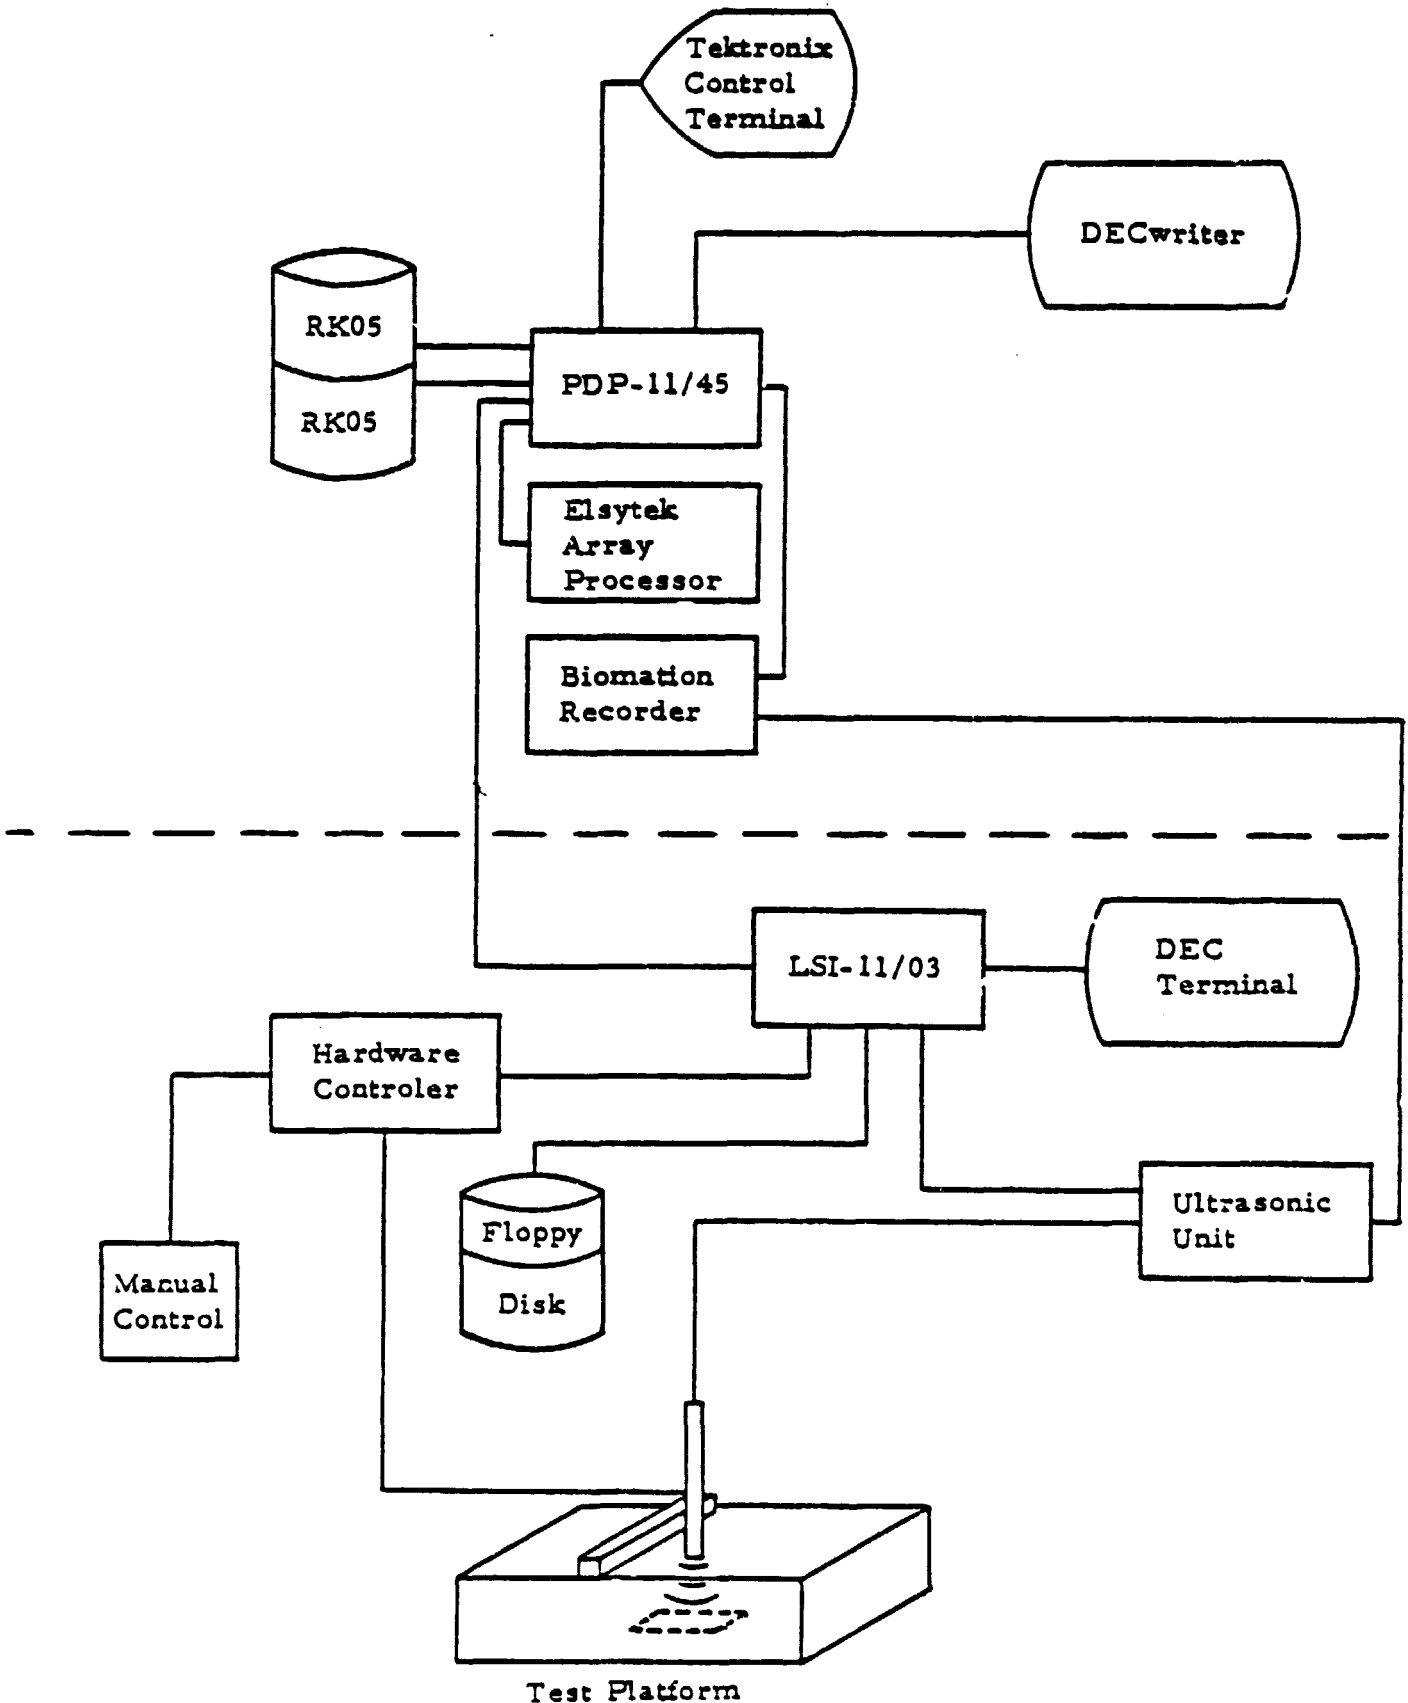 Tektronix
Control
Terminal
DECwriter
RK05
RK05
PDP-11/45
Elsytek
Array
Processor
Biomation
Recorder
LSI-11/03
DEC
Terminal
Hardware
Controler
Manual
Control
Floppy
Disk
Ultrasonic
Unit
Test Platform